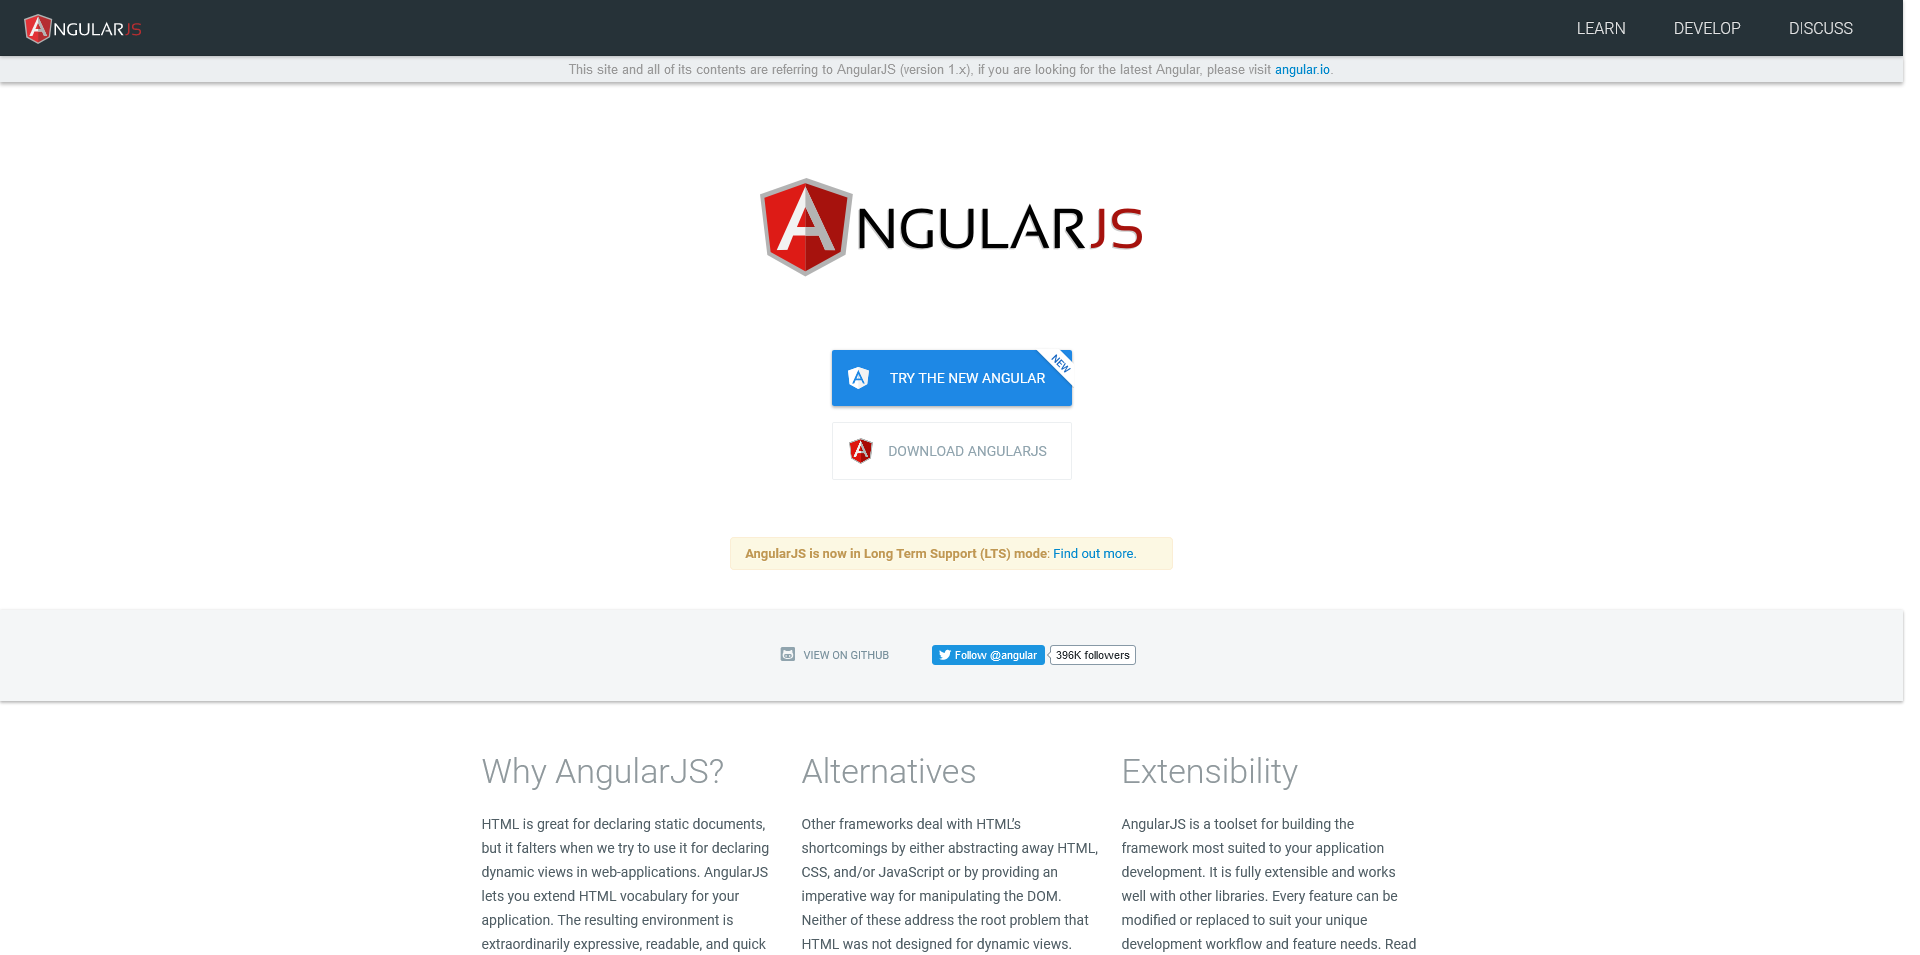 ANGULARJS
LEARN DEVELOP DISCUSS
This site and all of its contents are referring to AngularJS (version 1.x), if you are looking for the latest Angular, please visit angular.io.
ANGULARJS
NEW
TRY THE NEW ANGULAR
DOWNLOAD ANGULARJS
AngularJS is now in Long Term Support (LTS) mode: Find out more.
VIEW ON GITHUB Follow @angular 396K followers
Why AngularJS?
HTML is great for declaring static documents,
but it falters when we try to use it for declaring
dynamic views in web-applications. AngularJS
lets you extend HTML vocabulary for your
application. The resulting environment is
extraordinarily expressive, readable, and quick
Alternatives
Other frameworks deal with HTML’s
shortcomings by either abstracting away HTML,
CSS, and/or JavaScript or by providing an
imperative way for manipulating the DOM.
Neither of these address the root problem that
HTML was not designed for dynamic views.
Extensibility
AngularJS is a toolset for building the
framework most suited to your application
development. It is fully extensible and works
well with other libraries. Every feature can be
modified or replaced to suit your unique
development workflow and feature needs. Read